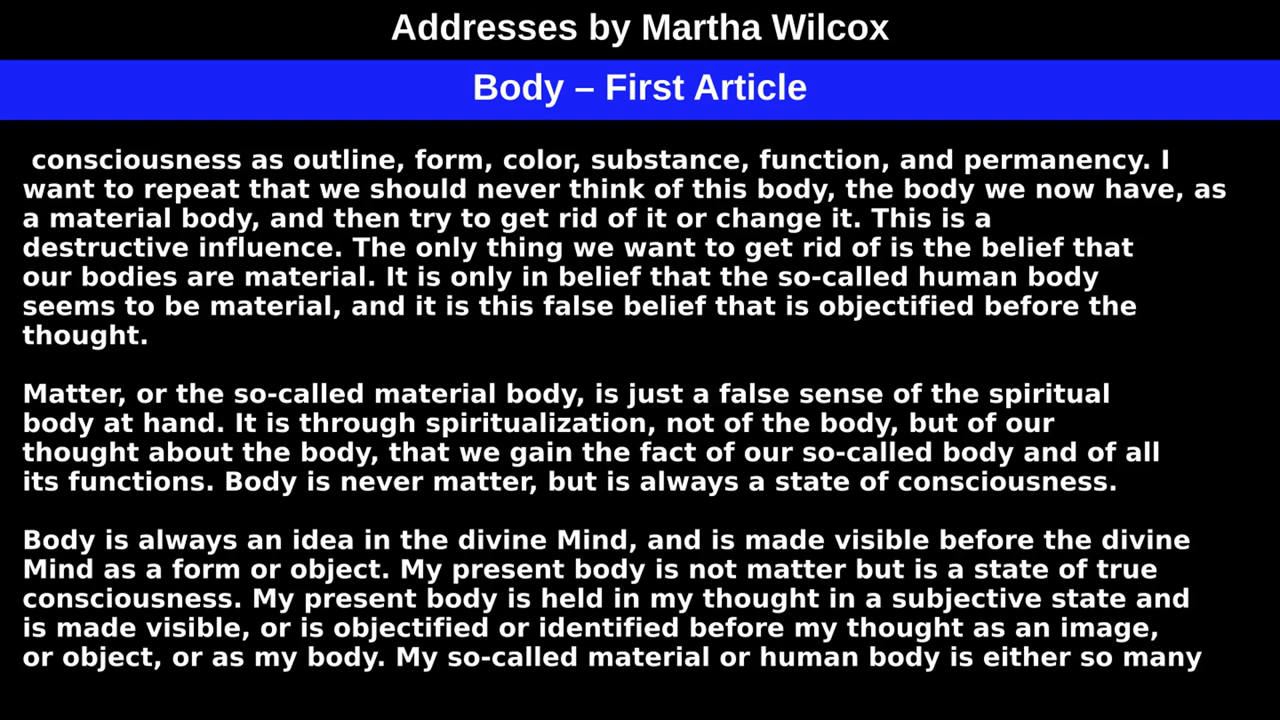 Addresses by Martha Wilcox
Body – First Article
consciousness as outline, form, color, substance, function, and permanency. I
want to repeat that we should never think of this body, the body we now have, as
a material body, and then try to get rid of it or change it. This is a
destructive influence. The only thing we want to get rid of is the belief that
our bodies are material. It is only in belief that the so-called human body
seems to be material, and it is this false belief that is objectified before the
thought.
Matter, or the so-called material body, is just a false sense of the spiritual
body at hand. It is through spiritualization, not of the body, but of our
thought about the body, that we gain the fact of our so-called body and of all
its functions. Body is never matter, but is always a state of consciousness.
Body is always an idea in the divine Mind, and is made visible before the divine
Mind as a form or object. My present body is not matter but is a state of true
consciousness. My present body is held in my thought in a subjective state and
is made visible, or is objectified or identified before my thought as an image,
or object, or as my body. My so-called material or human body is either so many